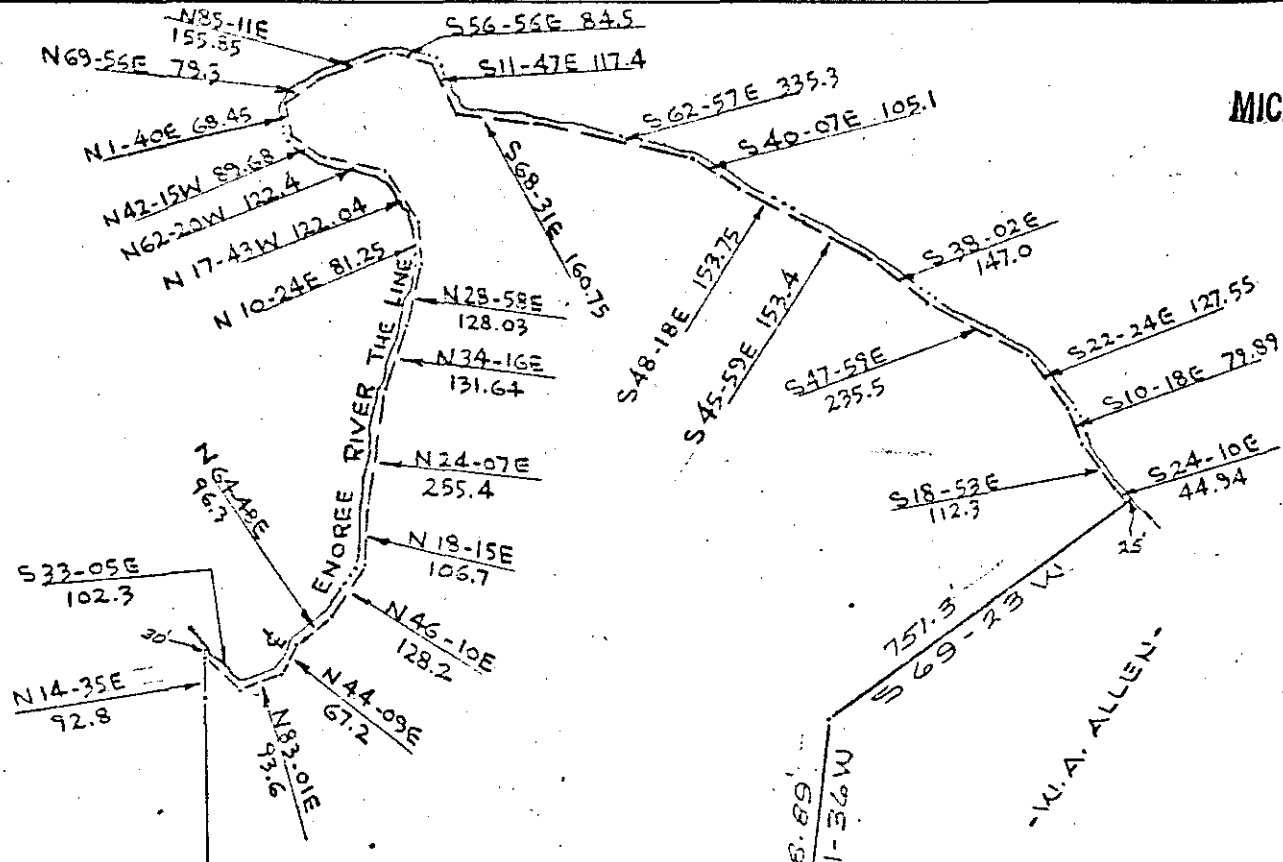 N85-11E
155.85
S56-56E 84.5
N69-56E 79.3
S11-47E 117.4
S62-57E 335.3
MIC
N1-40E 68.45
S40-07E 105.1
N42-15W 89.68
S68-31E 160.75
N62-20W 122.4
N17-43W 122.04
N10-24E 81.25
S48-18E 153.75
S45-59E 153.4
S38-02E
147.0
N28-58E
128.03
N34-16E
131.64
S47-59E
235.5
S22-24E 127.55
S10-18E 79.89
ENOREE RIVER THE LINE
N24-07E
255.4
N64-48E
96.3
S18-53E
112.3
S24-10E
44.94
25'
N18-15E
106.7
S33-05E
102.3
30'
N46-10E
128.2
N14-35E
92.8
N44-09E
67.2
N83-01E
93.6
751.3'
S69-23W
-W.A. ALLEN-
8.89'
1-36W